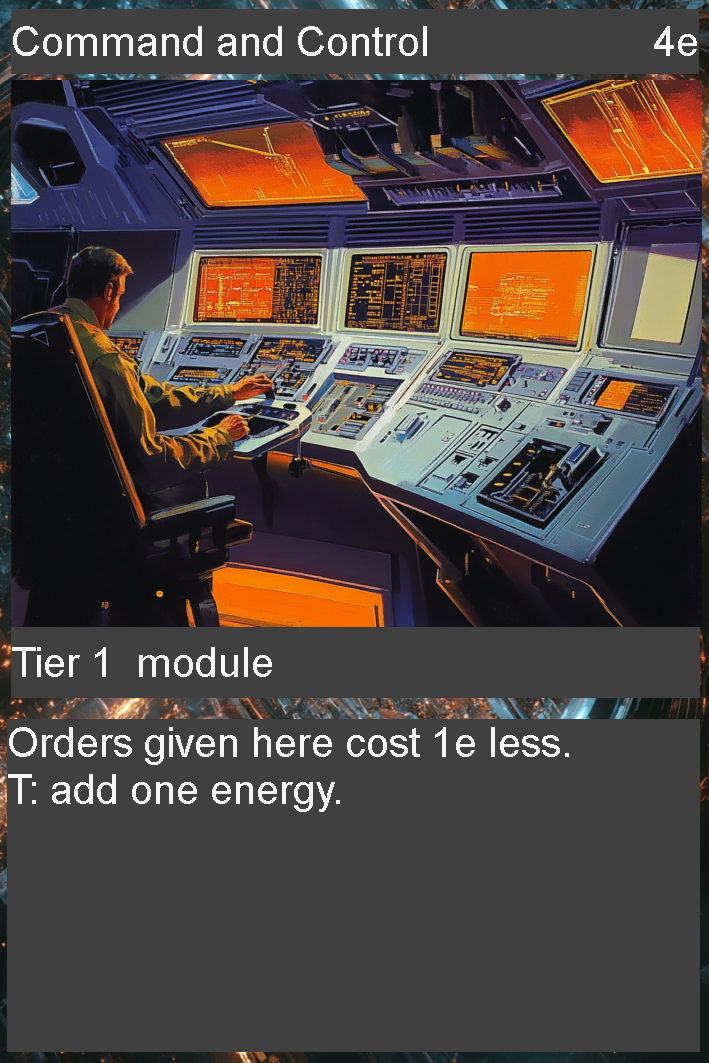 Command and Control 4e
Tier 1  module
Orders given here cost 1e less.
T: add one energy.